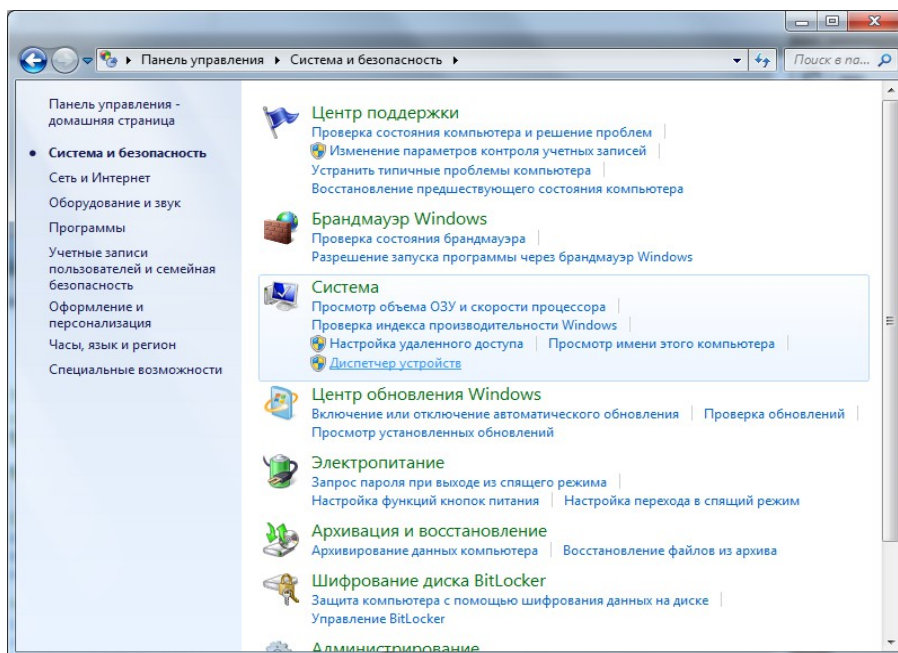 Панель управления Система и безопасность
Поиск в па...
Панель управления -
домашняя страница
Система и безопасность
Сеть и Интернет
Оборудование и звук
Программы
Учетные записи
пользователей и семейная
безопасность
Оформление и
персонализация
Часы, язык и регион
Специальные возможности
Центр поддержки
Проверка состояния компьютера и решение проблем
Изменение параметров контроля учетных записей
Устранить типичные проблемы компьютера
Восстановление предшествующего состояния компьютера
Брандмауэр Windows
Проверка состояния брандмауэра
Разрешение запуска программы через брандмауэр Windows
Система
Просмотр объема ОЗУ и скорости процессора
Проверка индекса производительности Windows
Настройка удаленного доступа Просмотр имени этого компьютера
Диспетчер устройств
Центр обновления Windows
Включение или отключение автоматического обновления Проверка обновлений
Просмотр установленных обновлений
Электропитание
Запрос пароля при выходе из спящего режима
Настройка функций кнопок питания Настройка перехода в спящий режим
Архивация и восстановление
Архивирование данных компьютера Восстановление файлов из архива
Шифрование диска BitLocker
Защита компьютера с помощью шифрования данных на диске
Управление BitLocker
Администрирование